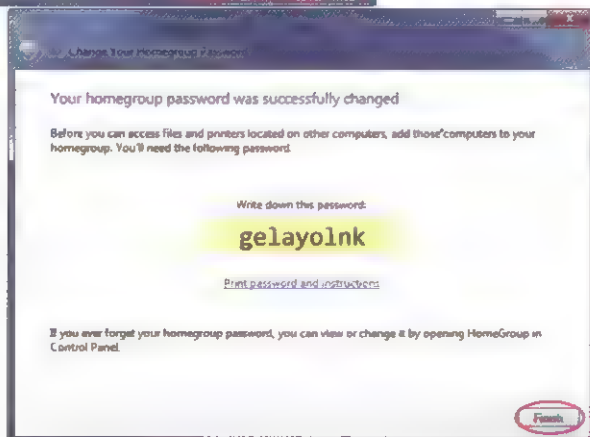 Change Your Homegroup Password
Your homegroup password was successfully changed
Before you can access files and printers located on other computers, add those computers to your
homegroup. You'll need the following password.
Write down this password:
gelayolnk
Print password and instructions
If you ever forget your homegroup password, you can view or change it by opening HomeGroup in
Control Panel.
Finish